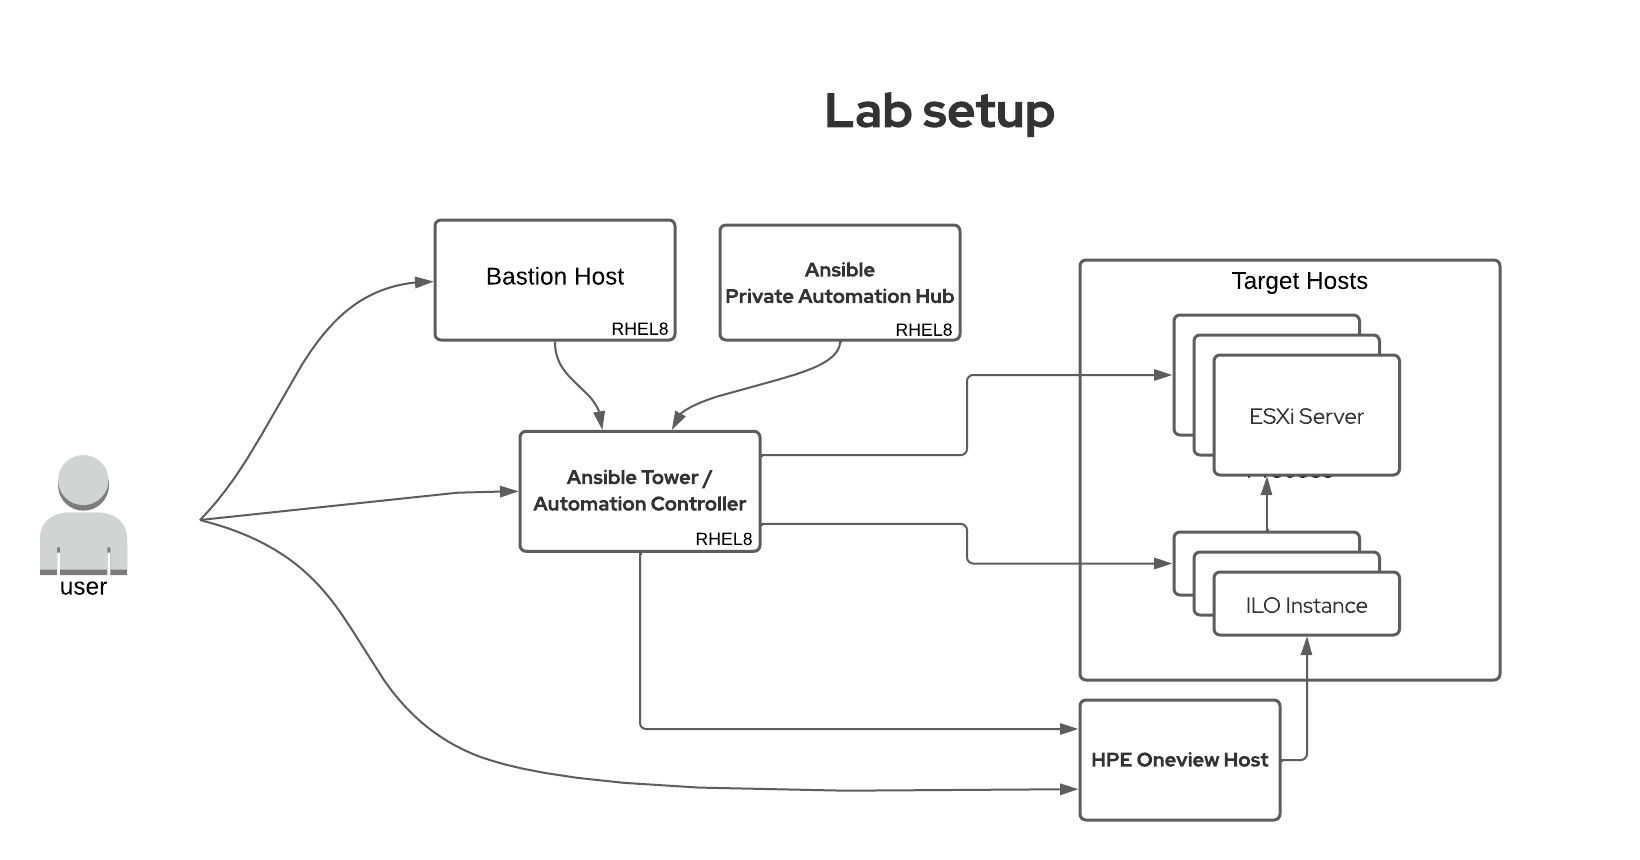 Lab setup
Bastion Host
RHEL8
Ansible
Private Automation Hub
RHEL8
Target Hosts
ESXi Server
user
Ansible Tower /
Automation Controller
RHEL8
ILO Instance
HPE Oneview Host